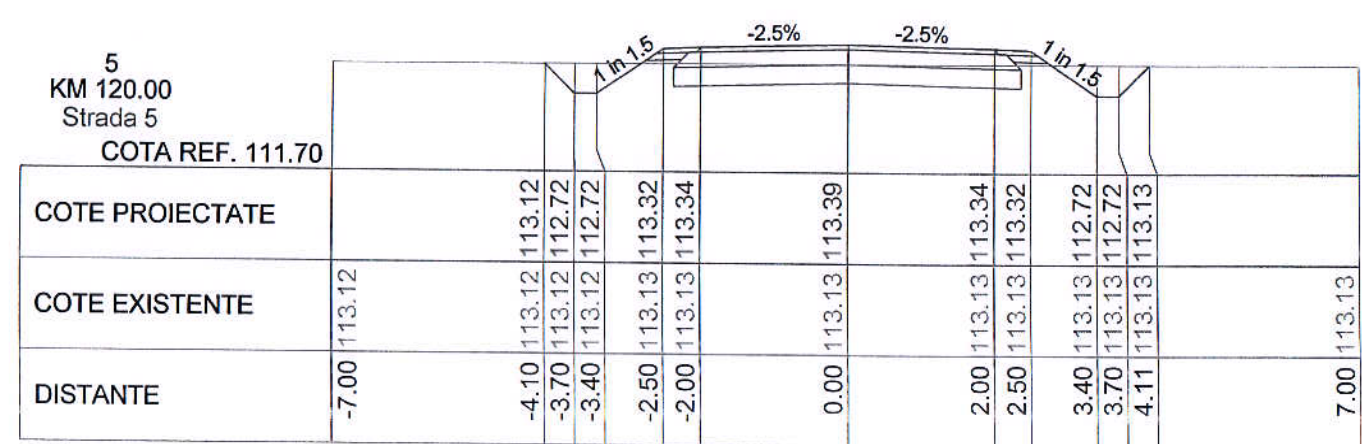 -2.5% -2.5%
1 in 1.5 1 in 1.5
5
KM 120.00
Strada 5
COTA REF. 111.70
COTE PROIECTATE 113.12 112.72 112.72 113.32 113.34 113.39 113.34 113.32 112.72 112.72 113.13
COTE EXISTENTE 113.12 113.12 113.12 113.12 113.13 113.13 113.13 113.13 113.13 113.13 113.13 113.13 113.13
DISTANTE -7.00 -4.10 -3.70 -3.40 -2.50 -2.00 0.00 2.00 2.50 3.40 3.70 4.11 7.00